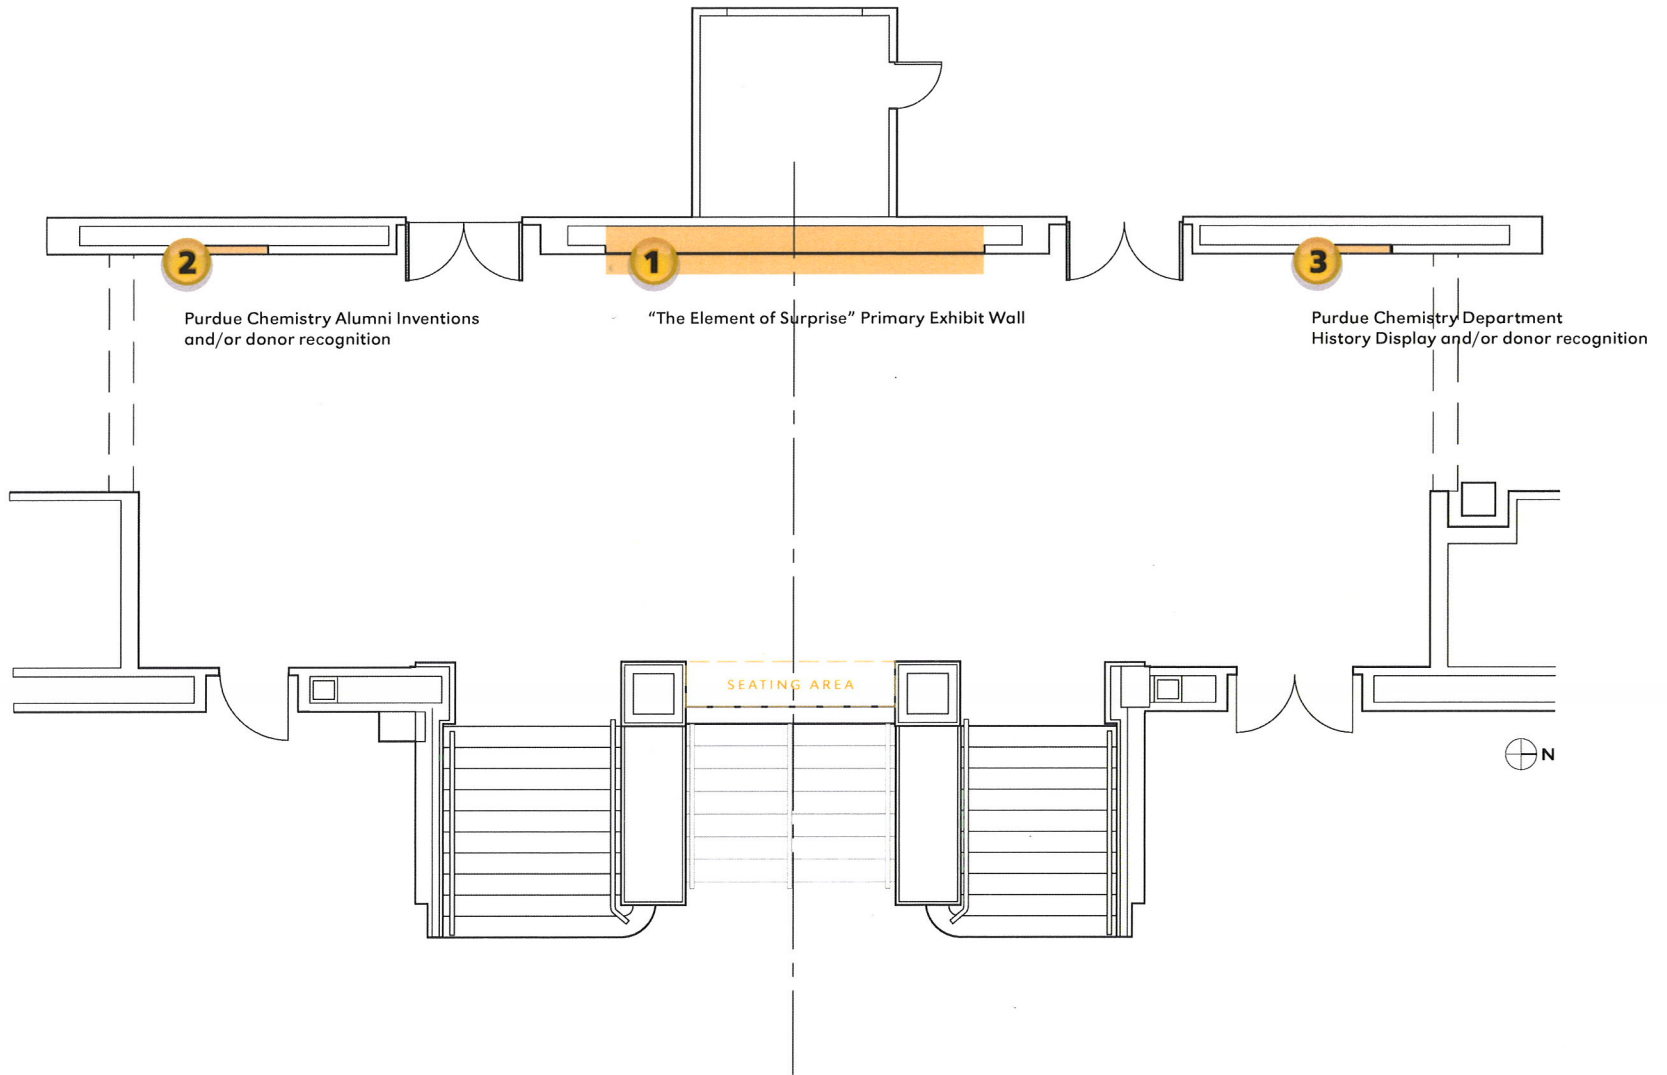 2
1
3
Purdue Chemistry Alumni Inventions
and/or donor recognition
“The Element of Surprise” Primary Exhibit Wall
Purdue Chemistry Department
History Display and/or donor recognition
SEATING AREA
N